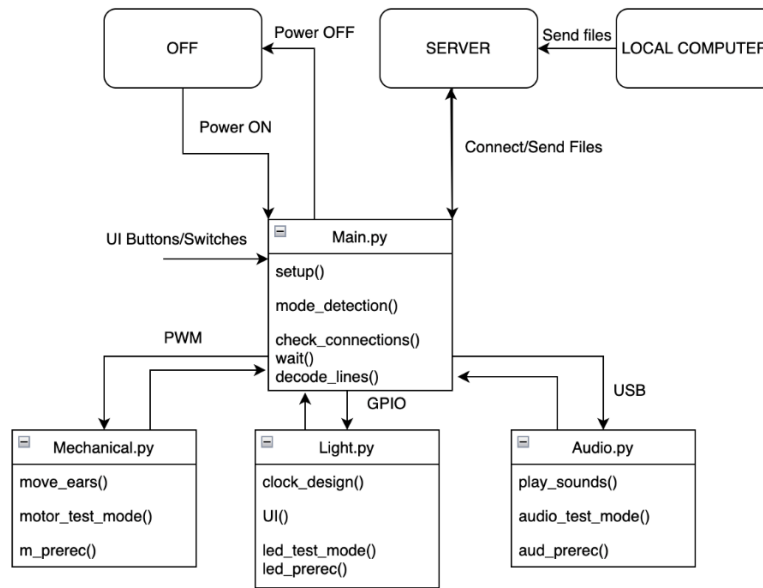 Power OFF
Send files
OFF
SERVER
LOCAL COMPUTER
Power ON
Connect/Send Files
Main.py
UI Buttons/Switches
setup()
mode_detection()
check_connections()
wait()
decode_lines()
PWM
GPIO
USB
Mechanical.py
move_ears()
motor_test_mode()
m_prerec()
Light.py
clock_design()
UI()
led_test_mode()
led_prerec()
Audio.py
play_sounds()
audio_test_mode()
aud_prerec()